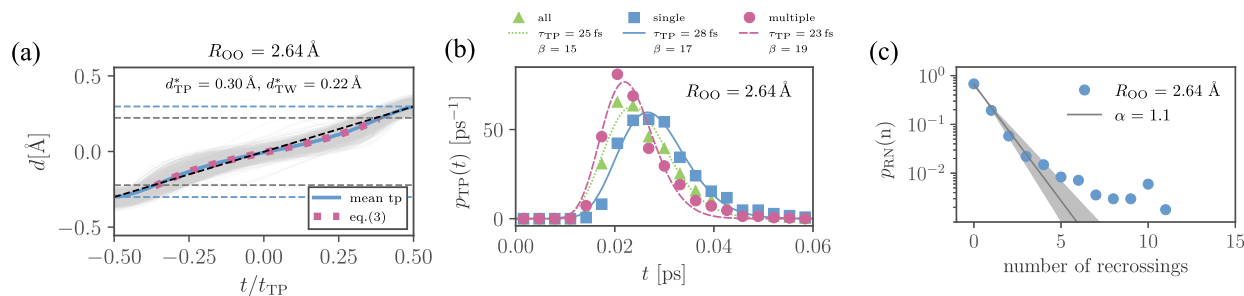 (a)
R_OO = 2.64 Å
d*_TP = 0.30 Å, d*_TW = 0.22 Å
0.5
0.0
−0.5
d[Å]
mean tp
eq.(3)
−0.50
−0.25
0.00
0.25
0.50
t/t_TP
(b)
all
single
multiple
τ_TP = 25 fs
τ_TP = 28 fs
τ_TP = 23 fs
β = 15
β = 17
β = 19
R_OO = 2.64 Å
50
0
p_TP(t) [ps⁻¹]
0.00
0.02
0.04
0.06
t [ps]
(c)
R_OO = 2.64 Å
α = 1.1
10⁰
10⁻¹
10⁻²
p_RN(n)
0
5
10
15
number of recrossings